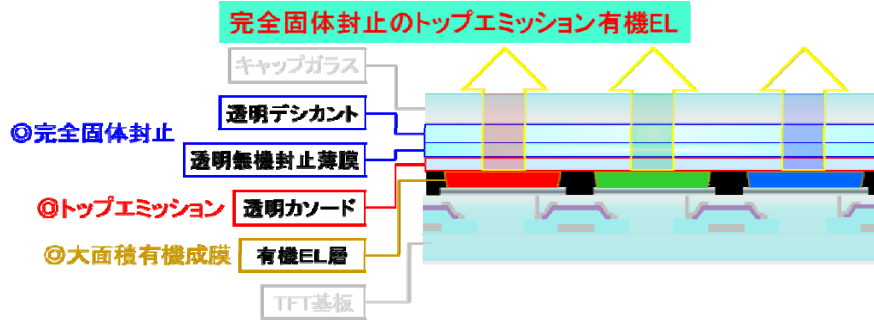 完全固体封止のトップエミッション有機EL
キャップガラス
透明デシカント
◎完全固体封止
透明無機封止薄膜
◎トップエミッション
透明カソード
◎大面積有機成膜
有機EL層
TFT基板